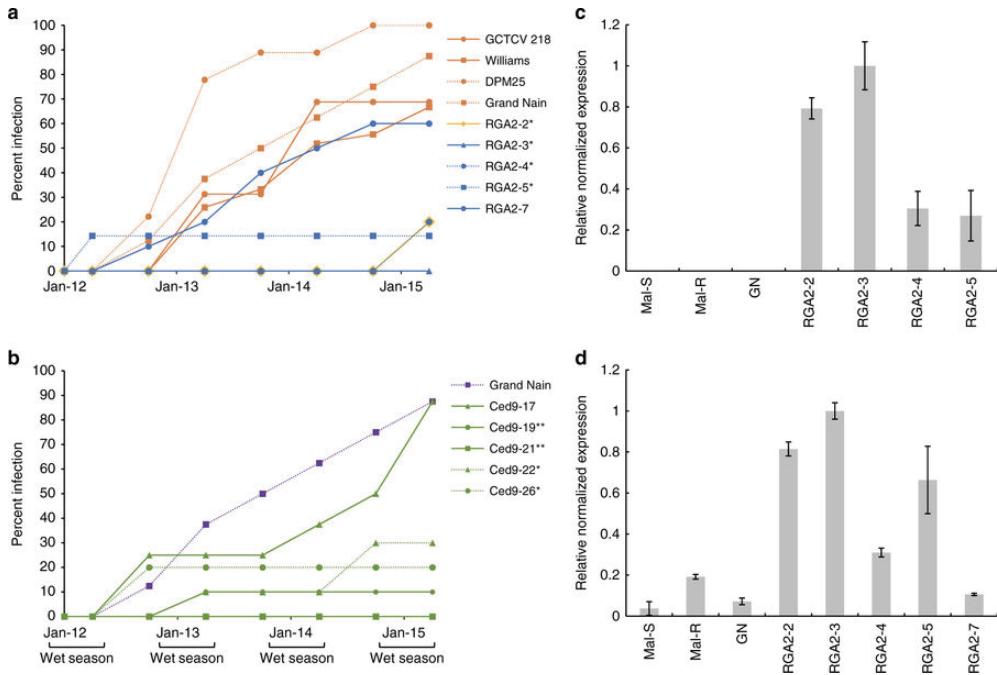 a
Percent infection
100
90
80
70
60
50
40
30
20
10
0
Jan-12 Jan-13 Jan-14 Jan-15
GCTCV 218
Williams
DPM25
Grand Nain
RGA2-2*
RGA2-3*
RGA2-4*
RGA2-5*
RGA2-7
c
Relative normalized expression
1.2
1
0.8
0.6
0.4
0.2
0
Mal-S
Mal-R
GN
RGA2-2
RGA2-3
RGA2-4
RGA2-5
b
Percent infection
100
90
80
70
60
50
40
30
20
10
0
Jan-12 Jan-13 Jan-14 Jan-15
Wet season Wet season Wet season Wet season
Grand Nain
Ced9-17
Ced9-19**
Ced9-21**
Ced9-22*
Ced9-26*
d
Relative normalized expression
1.2
1
0.8
0.6
0.4
0.2
0
Mal-S
Mal-R
GN
RGA2-2
RGA2-3
RGA2-4
RGA2-5
RGA2-7